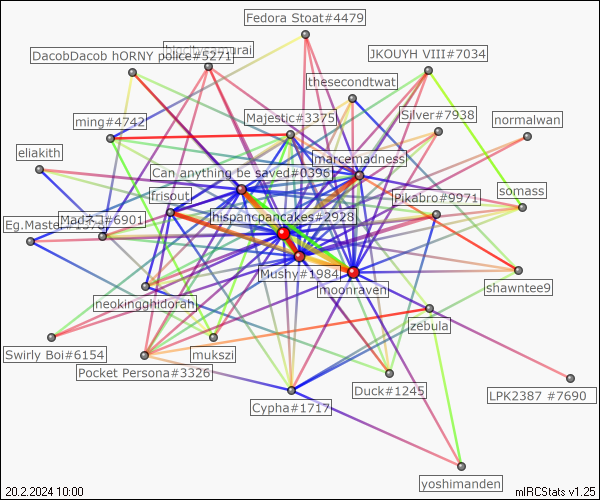 Fedora Stoat#4479
DacobDacob hORNY police#5271
JKOUYH VIII#7034
thesecondtwat
ming#4742
Majestic#3375
Silver#7938
normalwan
eliakith
marcemadness
Can anything be saved#0396
frisout
Pikabro#9971
somass
Madネコ#6901
hispancpancakes#2928
Eg.Master#
Mushy#1984
moonraven
shawntee9
neokingghidorah
zebula
Swirly Boi#6154
mukszi
Pocket Persona#3326
Duck#1245
LPK2387 #7690
Cypha#1717
yoshimanden
20.2.2024 10:00
mIRCStats v1.25